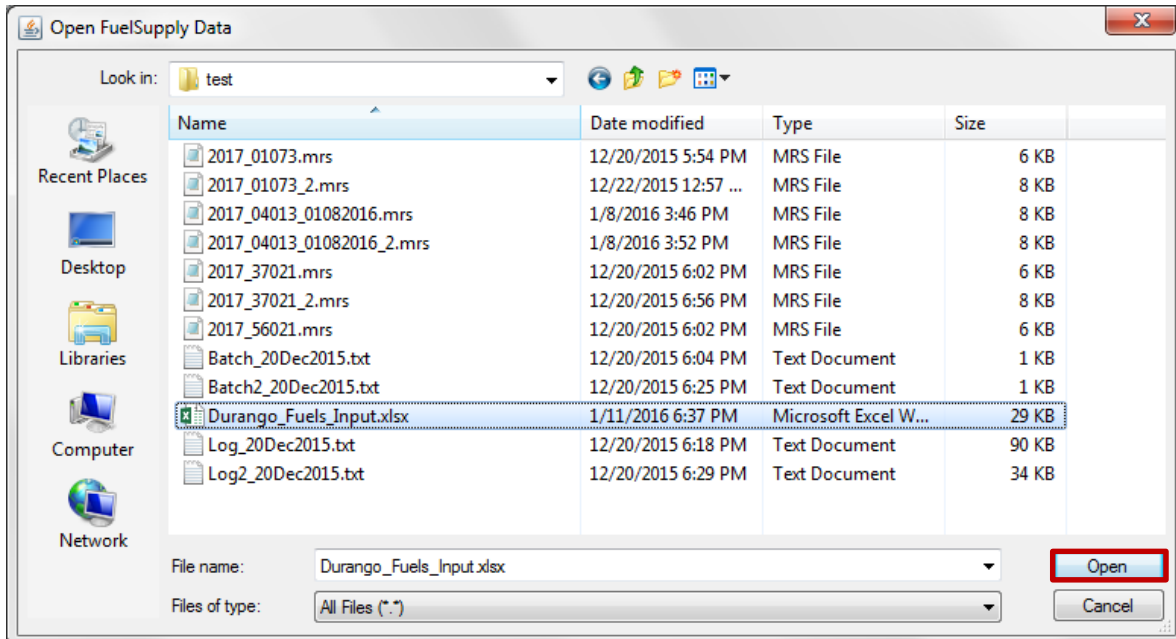 Open FuelSupply Data
Look in: test
Name Date modified Type Size
2017_01073.mrs 12/20/2015 5:54 PM MRS File 6 KB
2017_01073_2.mrs 12/22/2015 12:57 ... MRS File 8 KB
2017_04013_01082016.mrs 1/8/2016 3:46 PM MRS File 8 KB
2017_04013_01082016_2.mrs 1/8/2016 3:52 PM MRS File 8 KB
2017_37021.mrs 12/20/2015 6:02 PM MRS File 6 KB
2017_37021_2.mrs 12/20/2015 6:56 PM MRS File 8 KB
2017_56021.mrs 12/20/2015 6:02 PM MRS File 6 KB
Batch_20Dec2015.txt 12/20/2015 6:04 PM Text Document 1 KB
Batch2_20Dec2015.txt 12/20/2015 6:25 PM Text Document 1 KB
Durango_Fuels_Input.xlsx 1/11/2016 6:37 PM Microsoft Excel W... 29 KB
Log_20Dec2015.txt 12/20/2015 6:18 PM Text Document 90 KB
Log2_20Dec2015.txt 12/20/2015 6:29 PM Text Document 34 KB
Recent Places
Desktop
Libraries
Computer
Network
File name: Durango_Fuels_Input.xlsx Open
Files of type: All Files (*.*) Cancel